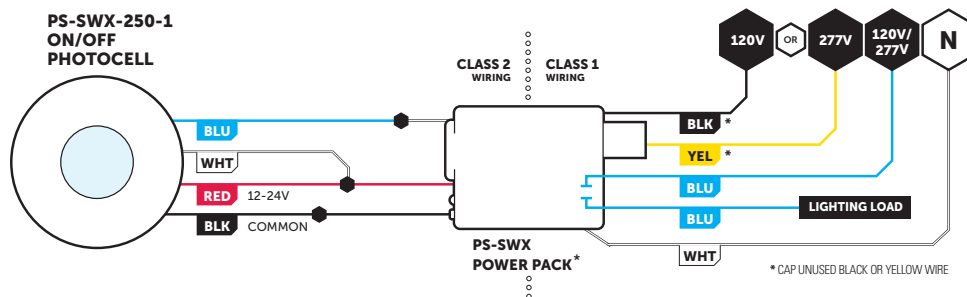 PS-SWX-250-1
ON/OFF
PHOTOCELL
CLASS 2
WIRING
CLASS 1
WIRING
120V
OR
277V
120V/
277V
N
BLU
WHT
RED 12-24V
BLK COMMON
BLK *
YEL *
BLU
BLU
LIGHTING LOAD
WHT
PS-SWX
POWER PACK*
* CAP UNUSED BLACK OR YELLOW WIRE